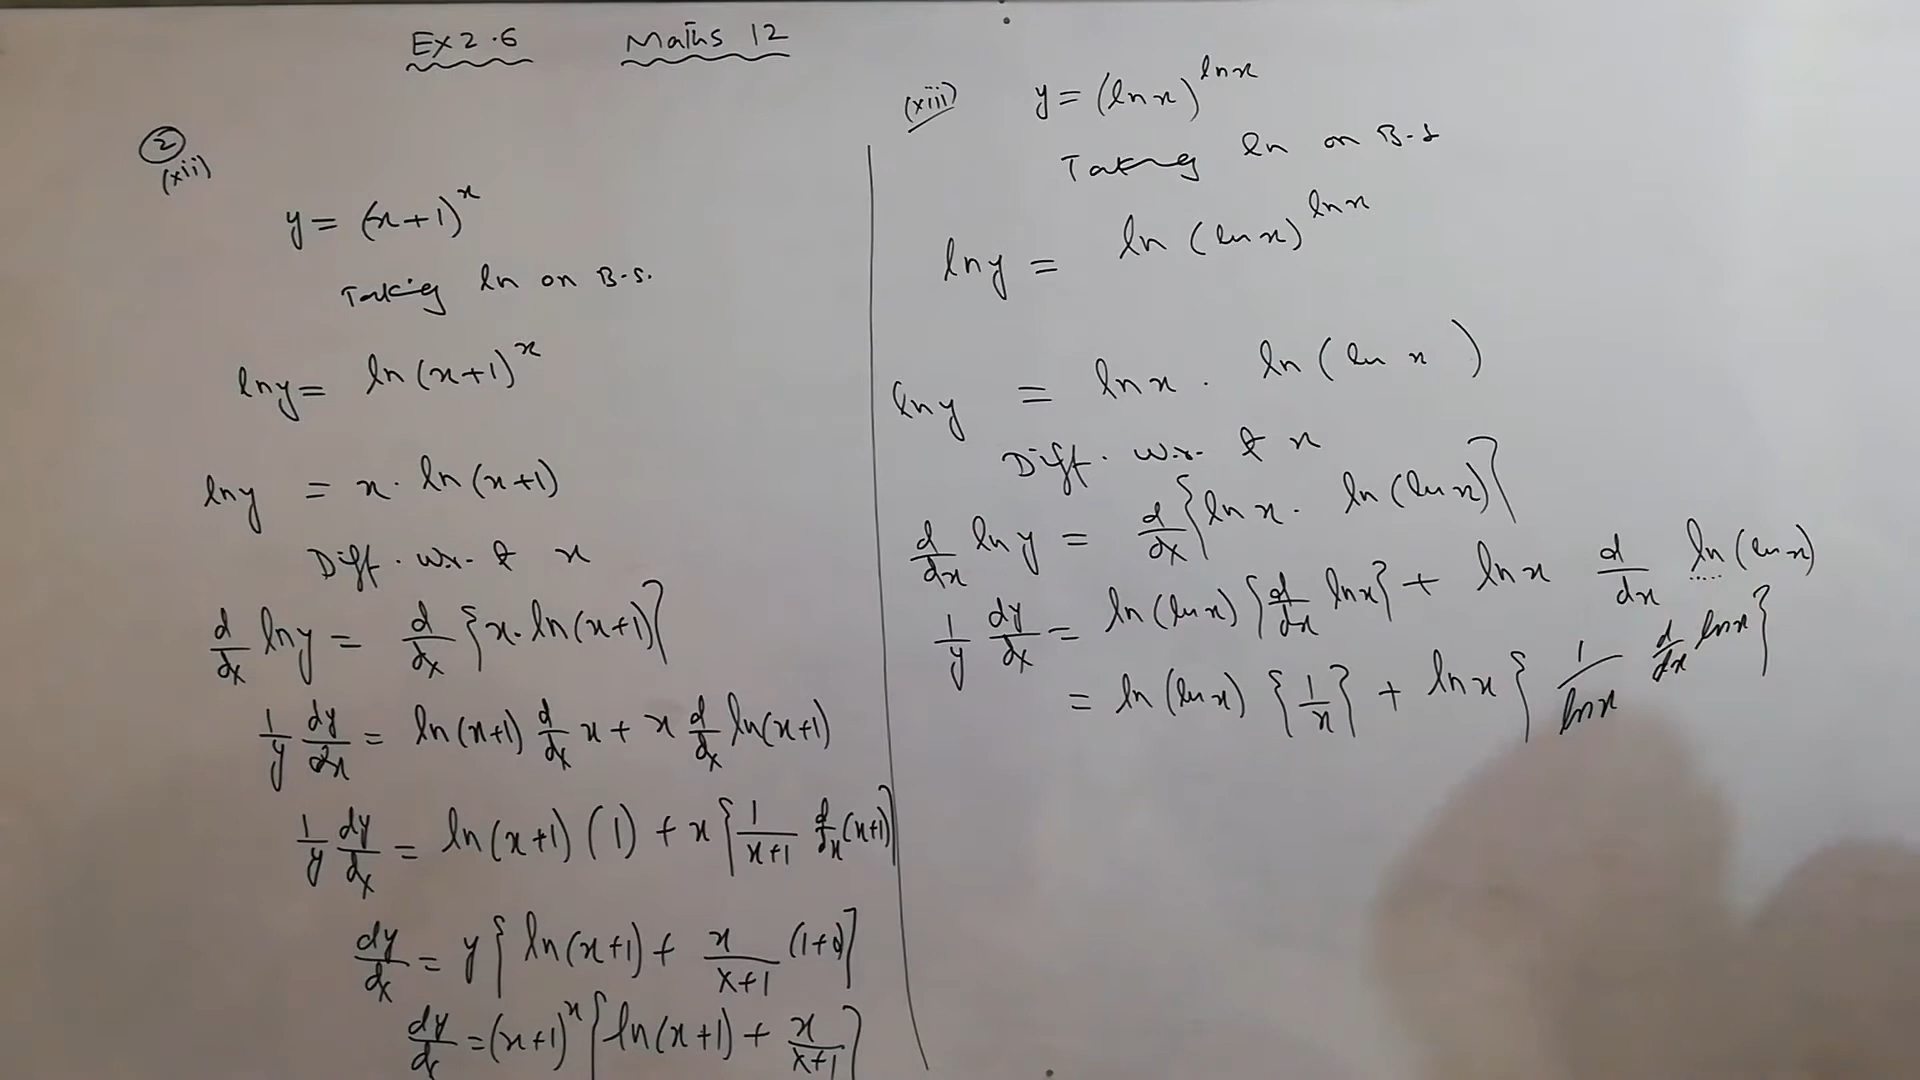 Ex 2.6 Maths 12
2
(xii)
y = (x+1)^x
Taking ln on B.S.
ln y = ln (x+1)^x
ln y = x. ln (x+1)
Diff. w.r.t x
d/dx ln y = d/dx {x. ln (x+1)}
1/y dy/dx = ln (x+1) d/dx x + x d/dx ln (x+1)
1/y dy/dx = ln (x+1) (1) + x {1/(x+1) d/dx (x+1)}
dy/dx = y {ln (x+1) + x/(x+1) (1+0)}
dy/dx = (x+1)^x {ln (x+1) + x/(x+1)}
(xiii) y = (ln x)^(ln x)
Taking ln on B.S
ln y = ln (ln x)^(ln x)
ln y = ln x . ln (ln x)
Diff. w.r.t x
d/dx ln y = d/dx {ln x . ln (ln x)}
1/y dy/dx = ln (ln x) {d/dx ln x} + ln x d/dx ln (ln x)
= ln (ln x) {1/x} + ln x {1/ln x d/dx ln x}